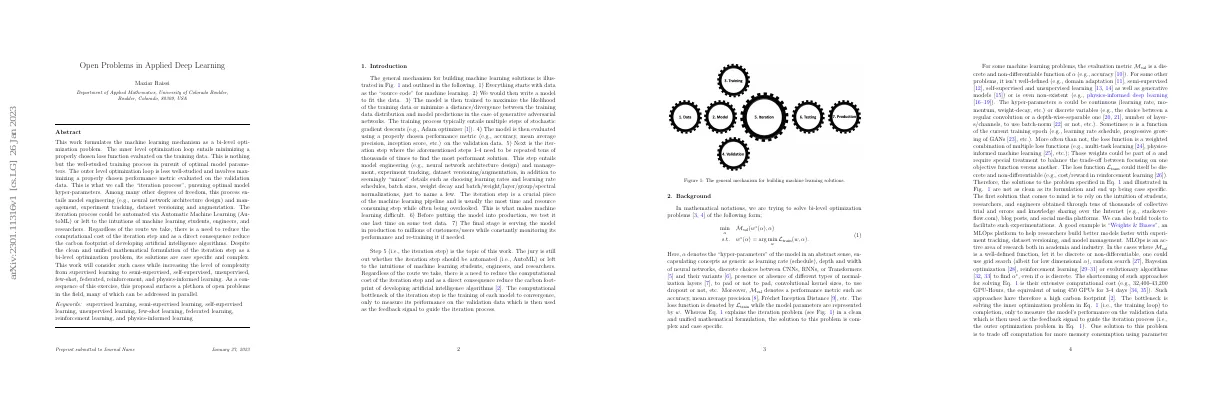 arXiv:2301.11316v1 [cs.LG] 26 Jan 2023
Open Problems in Applied Deep Learning
Maziar Raissi
Department of Applied Mathematics, University of Colorado Boulder,
Boulder, Colorado, 80309, USA
Abstract
This work formulates the machine learning mechanism as a bi-level opti-
mization problem. The inner level optimization loop entails minimizing a
properly chosen loss function evaluated on the training data. This is nothing
but the well-studied training process in pursuit of optimal model parame-
ters. The outer level optimization loop is less well-studied and involves max-
imizing a properly chosen performance metric evaluated on the validation
data. This is what we call the "iteration process", pursuing optimal model
hyper-parameters. Among many other degrees of freedom, this process en-
tails model engineering (e.g., neural network architecture design) and man-
agement, experiment tracking, dataset versioning and augmentation. The
iteration process could be automated via Automatic Machine Learning (Au-
toML) or left to the intuitions of machine learning students, engineers, and
researchers. Regardless of the route we take, there is a need to reduce the
computational cost of the iteration step and as a direct consequence reduce
the carbon footprint of developing artificial intelligence algorithms. Despite
the clean and unified mathematical formulation of the iteration step as a
bi-level optimization problem, its solutions are case specific and complex.
This work will consider such cases while increasing the level of complexity
from supervised learning to semi-supervised, self-supervised, unsupervised,
few-shot, federated, reinforcement, and physics-informed learning. As a con-
sequence of this exercise, this proposal surfaces a plethora of open problems
in the field, many of which can be addressed in parallel.
Keywords: supervised learning, semi-supervised learning, self-supervised
learning, unsupervised learning, few-shot learning, federated learning,
reinforcement learning, and physics-informed learning
Preprint submitted to Journal Name
January 27, 2023
1. Introduction
The general mechanism for building machine learning solutions is illus-
trated in Fig. 1 and outlined in the following. 1) Everything starts with data
as the "source code" for machine learning. 2) We would then write a model
to fit the data. 3) The model is then trained to maximize the likelihood
of the training data or minimize a distance/divergence between the training
data distribution and model predictions in the case of generative adversarial
networks. The training process typically entails multiple steps of stochastic
gradient descents (e.g., Adam optimizer [1]). 4) The model is then evaluated
using a properly chosen performance metric (e.g., accuracy, mean average
precision, inception score, etc.) on the validation data. 5) Next is the iter-
ation step where the aforementioned steps 1-4 need to be repeated tens of
thousands of times to find the most performant solution. This step entails
model engineering (e.g., neural network architecture design) and manage-
ment, experiment tracking, dataset versioning/augmentation, in addition to
seemingly "minor" details such as choosing learning rates and learning rate
schedules, batch sizes, weight decay and batch/weight/layer/group/spectral
normalizations, just to name a few. The iteration step is a crucial piece
of the machine learning pipeline and is usually the most time and resource
consuming step while often being overlooked. This is what makes machine
learning difficult. 6) Before putting the model into production, we test it
one last time on some test data. 7) The final stage is serving the model
in production to millions of customers/users while constantly monitoring its
performance and re-training it if needed.
Step 5 (i.e., the iteration step) is the topic of this work. The jury is still
out whether the iteration step should be automated (i.e., AutoML) or left
to the intuitions of machine learning students, engineers, and researchers.
Regardless of the route we take, there is a need to reduce the computational
cost of the iteration step and as a direct consequence reduce the carbon foot-
print of developing artificial intelligence algorithms [2]. The computational
bottleneck of the iteration step is the training of each model to convergence,
only to measure its performance on the validation data which is then used
as the feedback signal to guide the iteration process.
2
3. Training
1. Data
2. Model
5. Iteration
6. Testing
7. Production
4. Validation
Figure 1: The general mechanism for building machine learning solutions.
2. Background
In mathematical notations, we are trying to solve bi-level optimization
problems [3, 4] of the following form:
min α M_val(w*(α); α)
s.t. w*(α) = arg min w L_train(w; α).
(1)
Here, α denotes the "hyper-parameters" of the model in an abstract sense, en-
capsulating concepts as generic as learning rate (schedule), depth and width
of neural networks, discrete choices between CNNs, RNNs, or Transformers
[5] and their variants [6], presence or absence of different types of normal-
ization layers [7], to pad or not to pad, convolutional kernel sizes, to use
dropout or not, etc. Moreover, M_val denotes a performance metric such as
accuracy, mean average precision [8], Fréchet Inception Distance [9], etc. The
loss function is denoted by L_train while the model parameters are represented
by w. Whereas Eq. 1 explains the iteration process (see Fig. 1) in a clean
and unified mathematical formulation, the solution to this problem is com-
plex and case specific.
3
For some machine learning problems, the evaluation metric M_val is a dis-
crete and non-differentiable function of α (e.g., accuracy [10]). For some other
problems, it isn't well-defined (e.g., domain adaptation [11], semi-supervised
[12], self-supervised and unsupervised learning [13, 14] as well as generative
models [15]) or is even non-existent (e.g., physics-informed deep learning
[16–19]). The hyper-parameters α could be continuous (learning rate, mo-
mentum, weight-decay, etc.) or discrete variables (e.g., the choice between a
regular convolution or a depth-wise-separable one [20, 21], number of layer-
s/channels, to use batch-norm [22] or not, etc.). Sometimes α is a function
of the current training epoch (e.g., learning rate schedule, progressive grow-
ing of GANs [23], etc.). More often than not, the loss function is a weighted
combination of multiple loss functions (e.g., multi-task learning [24], physics-
informed machine learning [25], etc.). Those weights could be part of α and
require special treatment to balance the trade-off between focusing on one
objective function versus another. The loss function L_train could itself be dis-
crete and non-differentiable (e.g., cost/reward in reinforcement learning [26]).
Therefore, the solutions to the problem specified in Eq. 1 and illustrated in
Fig. 1 are not as clean as its formulation and end up being case specific.
The first solution that comes to mind is to rely on the intuition of students,
researchers, and engineers obtained through tens of thousands of collective
trial and errors and knowledge sharing over the Internet (e.g., stackover-
flow.com), blog posts, and social media platforms. We can also build tools to
facilitate such experimentations. A good example is "Weights & Biases", an
MLOps platform to help researchers build better models faster with experi-
ment tracking, dataset versioning, and model management. MLOps is an ac-
tive area of research both in academia and industry. In the cases where M_val
is a well-defined function, let it be discrete or non-differentiable, one could
use grid search (albeit for low dimensional α), random search [27], Bayesian
optimization [28], reinforcement learning [29–31] or evolutionary algorithms
[32, 33] to find α*, even if α is discrete. The shortcoming of such approaches
for solving Eq. 1 is their extensive computational cost (e.g., 32,400-43,200
GPU-Hours, the equivalent of using 450 GPUs for 3-4 days [34, 35]). Such
approaches have therefore a high carbon footprint [2]. The bottleneck is
solving the inner optimization problem in Eq. 1 (i.e., the training loop) to
completion, only to measure the model's performance on the validation data
which is then used as the feedback signal to guide the iteration process (i.e.,
the outer optimization problem in Eq. 1). One solution to this problem
is to trade off computation for more memory consumption using parameter
4